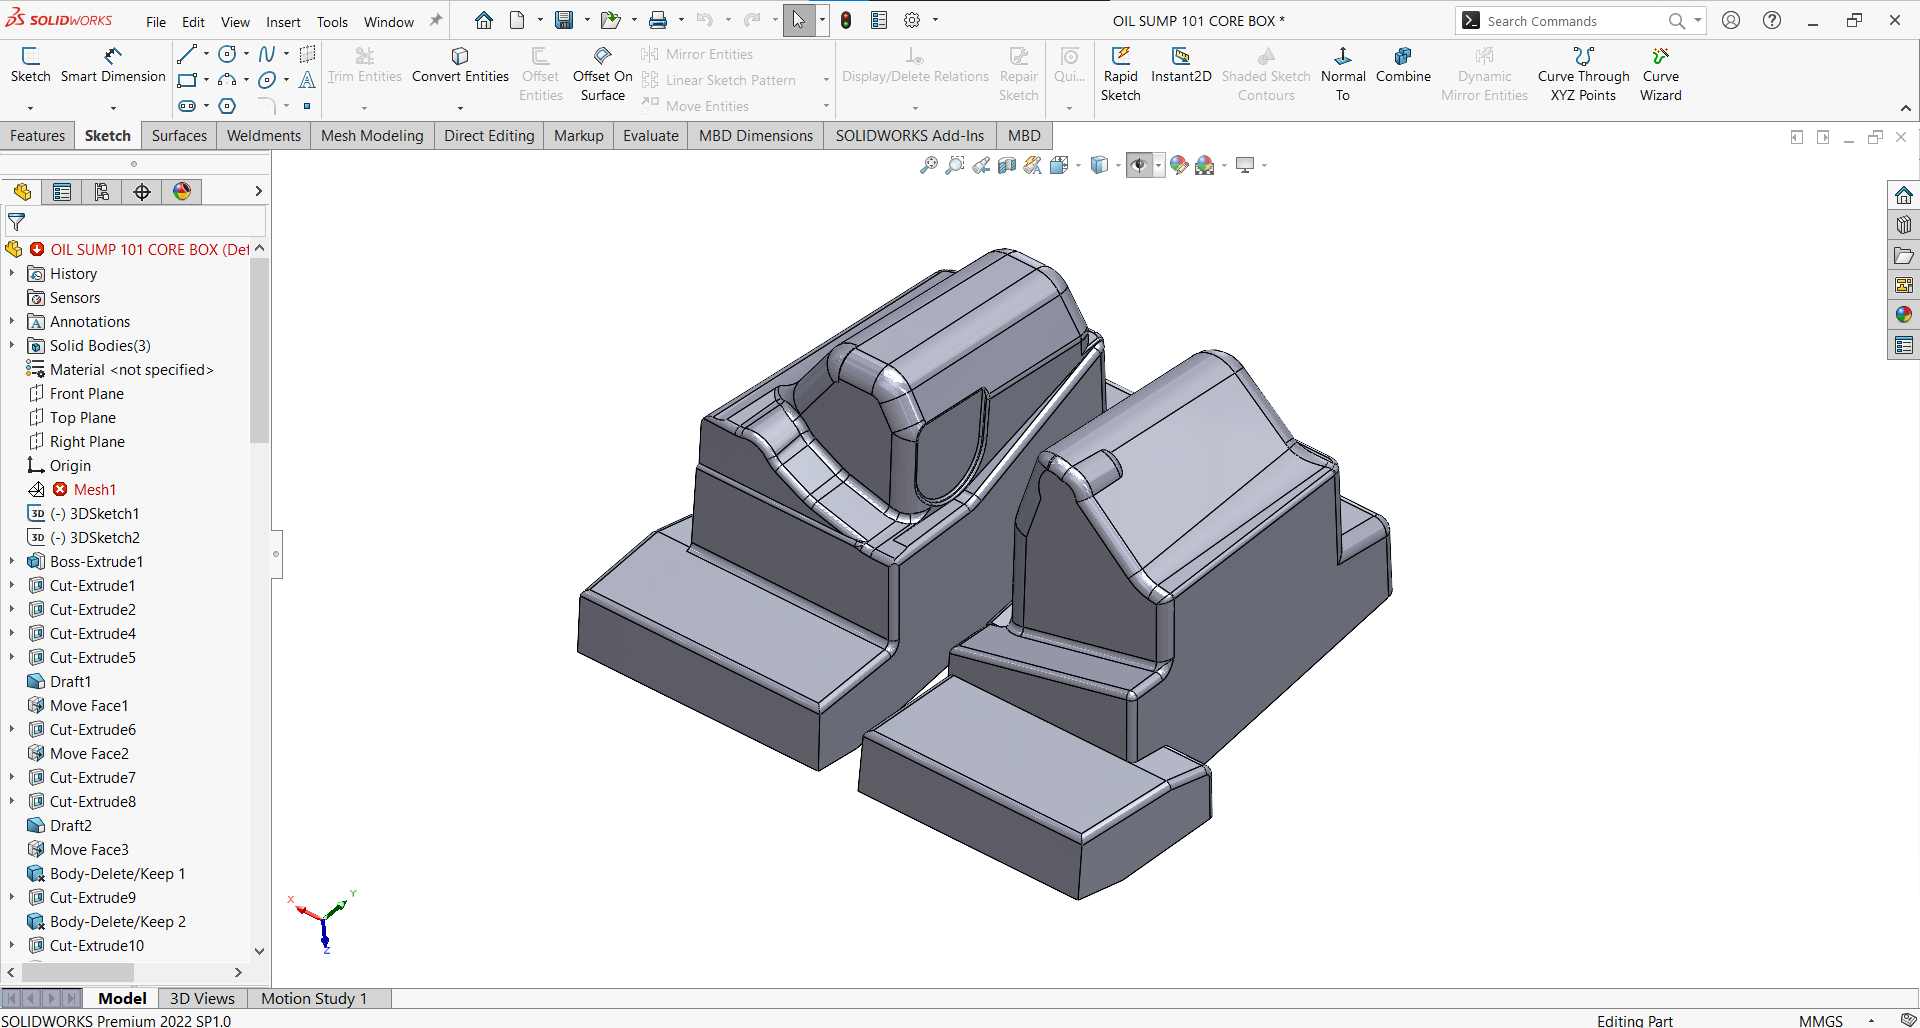 SOLIDWORKS
File Edit View Insert Tools Window
OIL SUMP 101 CORE BOX *
Search Commands
Sketch
Smart Dimension
Trim Entities
Convert Entities
Offset
Entities
Offset On
Surface
Mirror Entities
Linear Sketch Pattern
Move Entities
Display/Delete Relations
Repair
Sketch
Qui...
Rapid
Sketch
Instant2D
Shaded Sketch
Contours
Normal
To
Combine
Dynamic
Mirror Entities
Curve Through
XYZ Points
Curve
Wizard
Features Sketch Surfaces Weldments Mesh Modeling Direct Editing Markup Evaluate MBD Dimensions SOLIDWORKS Add-Ins MBD
OIL SUMP 101 CORE BOX (Def
History
Sensors
Annotations
Solid Bodies(3)
Material <not specified>
Front Plane
Top Plane
Right Plane
Origin
Mesh1
3D (-) 3DSketch1
3D (-) 3DSketch2
Boss-Extrude1
Cut-Extrude1
Cut-Extrude2
Cut-Extrude4
Cut-Extrude5
Draft1
Move Face1
Cut-Extrude6
Move Face2
Cut-Extrude7
Cut-Extrude8
Draft2
Move Face3
Body-Delete/Keep 1
Cut-Extrude9
Body-Delete/Keep 2
Cut-Extrude10
X
Y
Z
Model 3D Views Motion Study 1
SOLIDWORKS Premium 2022 SP1.0
Editing Part
MMGS